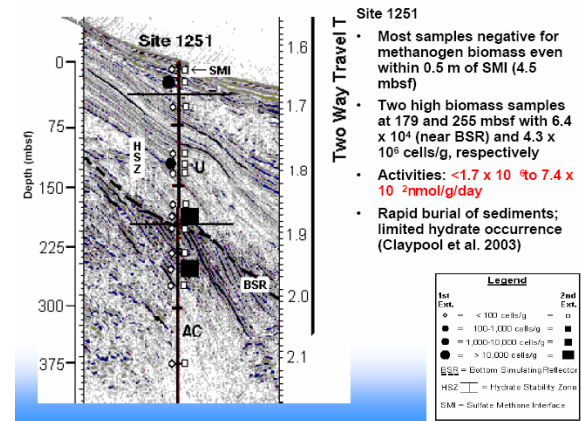 Site 1251
0
75
150
225
300
375
Depth (mbsf)
SMI
H
S
Z
U
BSR
AC
1.6
1.67
1.78
1.9
1.93
2.0
2.1
Two Way Travel T
Site 1251
• Most samples negative for
methanogen biomass even
within 0.5 m of SMI (4.5
mbsf)
• Two high biomass samples
at 179 and 255 mbsf with 6.4
x 10⁴ (near BSR) and 4.3 x
10⁶ cells/g, respectively
• Activities: <1.7 x 10⁻⁶to 7.4 x
10⁻²nmol/g/day
• Rapid burial of sediments;
limited hydrate occurrence
(Claypool et al. 2003)
Legend
1st
Ext.
2nd
Ext.
= < 100 cells/g =
= 100-1,000 cells/g =
= 1,000-10,000 cells/g =
= > 10,000 cells/g =
BSR = Bottom Simulating Reflector
HSZ = Hydrate Stability Zone
SMI = Sulfate Methane Interface